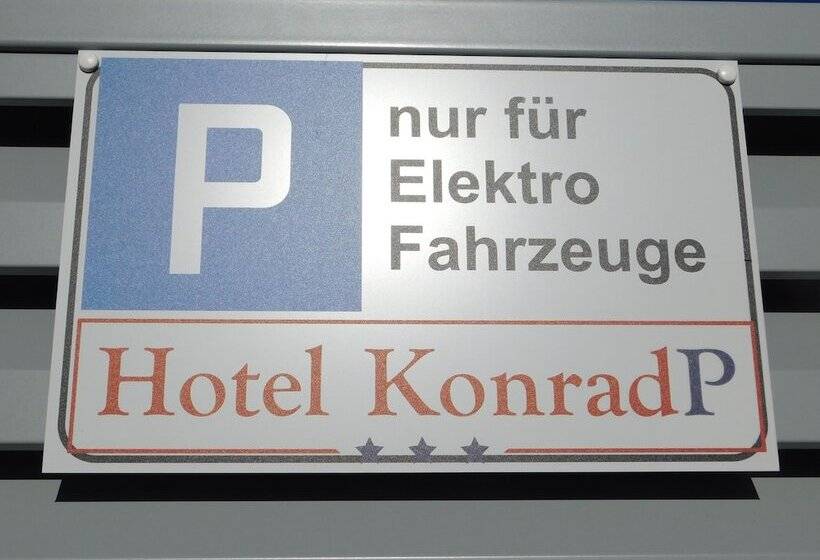 P
nur für
Elektro
Fahrzeuge
Hotel KonradP